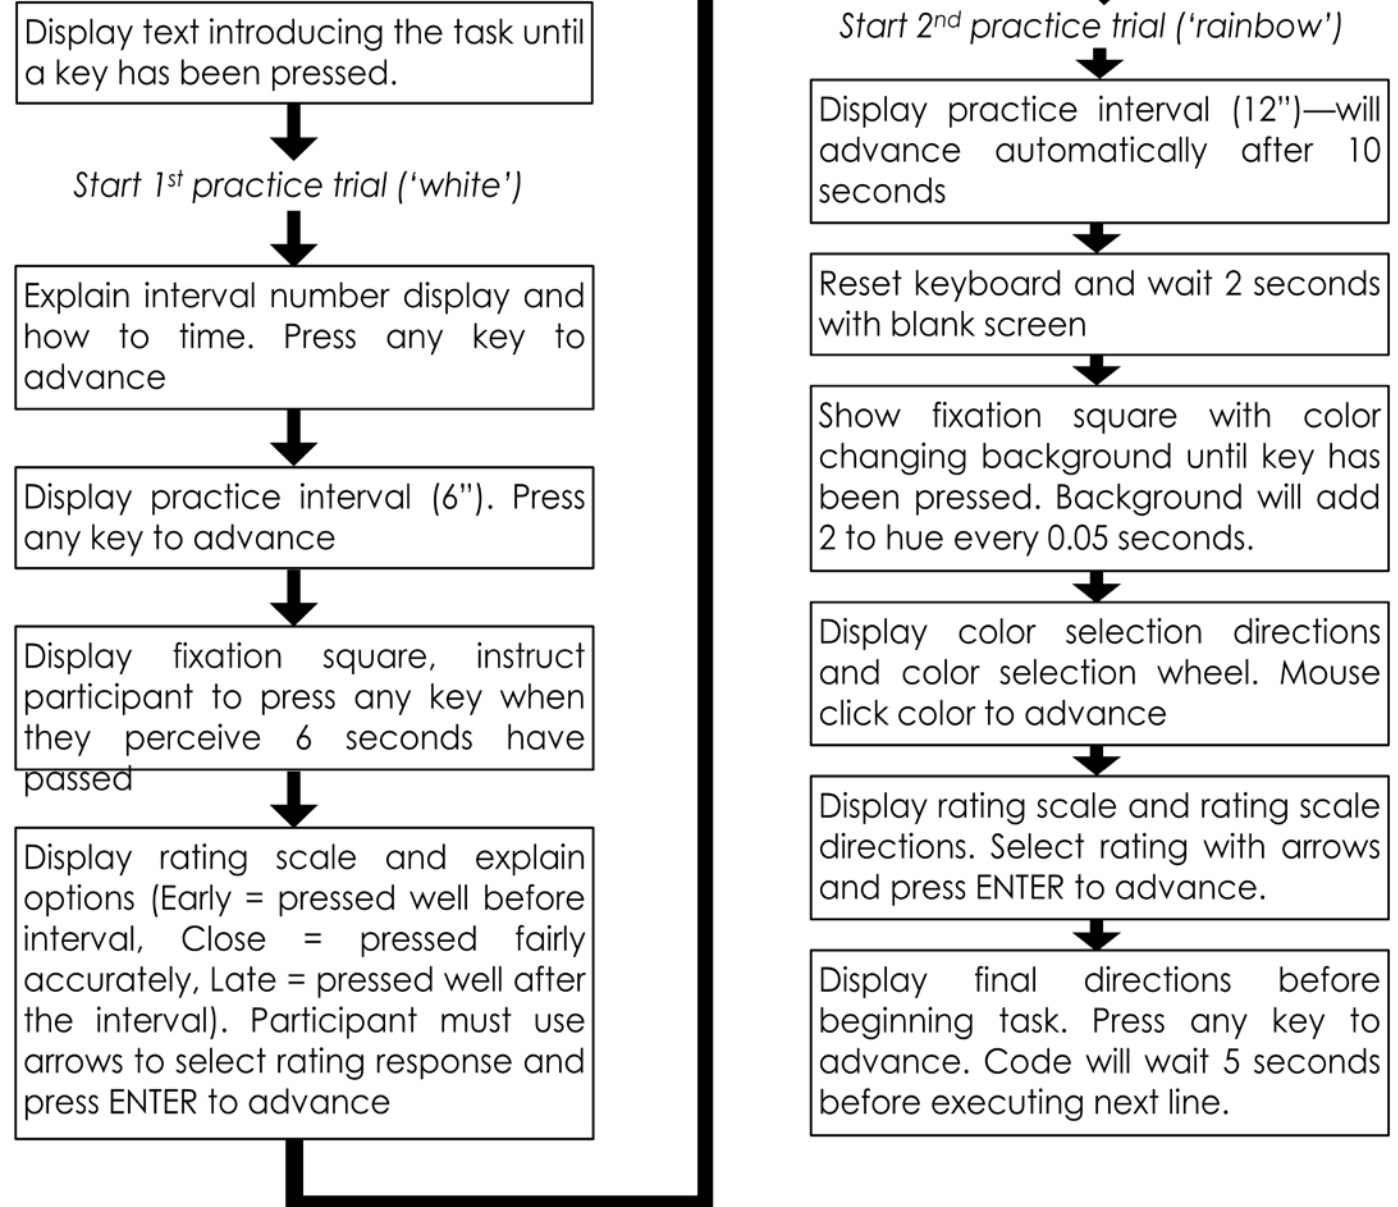 Display text introducing the task until
a key has been pressed.
Start 1st practice trial (‘white’)
Explain interval number display and
how to time. Press any key to
advance
Display practice interval (6”). Press
any key to advance
Display fixation square, instruct
participant to press any key when
they perceive 6 seconds have
passed
Display rating scale and explain
options (Early = pressed well before
interval, Close = pressed fairly
accurately, Late = pressed well after
the interval). Participant must use
arrows to select rating response and
press ENTER to advance
Start 2nd practice trial (‘rainbow’)
Display practice interval (12”)—will
advance automatically after 10
seconds
Reset keyboard and wait 2 seconds
with blank screen
Show fixation square with color
changing background until key has
been pressed. Background will add
2 to hue every 0.05 seconds.
Display color selection directions
and color selection wheel. Mouse
click color to advance
Display rating scale and rating scale
directions. Select rating with arrows
and press ENTER to advance.
Display final directions before
beginning task. Press any key to
advance. Code will wait 5 seconds
before executing next line.